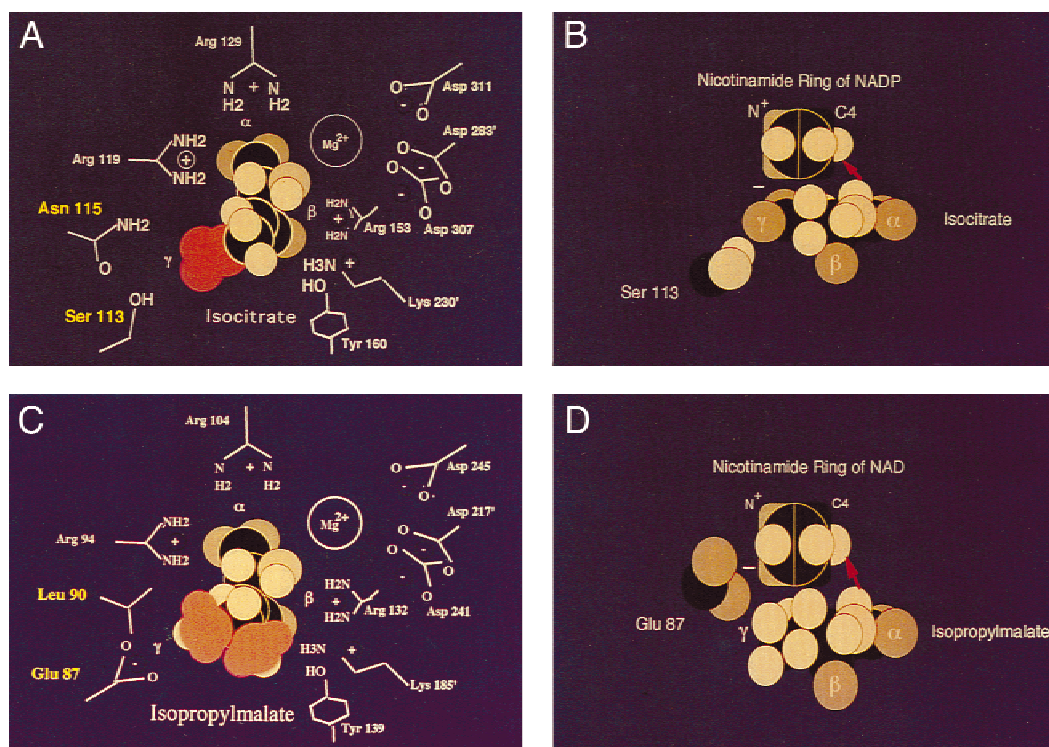 A
Arg 129
N + N
H2 H2
α
O
O
-
Asp 311
Mg2+
Asp 283'
Arg 119
NH2
+
NH2
O
-
O
-
O
O
Asn 115
NH2
O
β
H2N
+
H2N
Arg 153
Asp 307
γ
H3N +
HO
Lys 230'
Ser 113
OH
Isocitrate
Tyr 160
B
Nicotinamide Ring of NADP
N+
C4
–
γ
α
β
Isocitrate
Ser 113
C
Arg 104
N + N
H2 H2
α
O
-
O
Asp 245
Mg2+
Asp 217'
Arg 94
NH2
+
NH2
O
-
O
-
O
O
Leu 90
β
H2N
+
H2N
Arg 132
Asp 241
γ
O
-
O
Glu 87
H3N +
HO
Lys 185'
Isopropylmalate
Tyr 139
D
Nicotinamide Ring of NAD
N+
C4
–
Glu 87
γ
α
β
Isopropylmalate